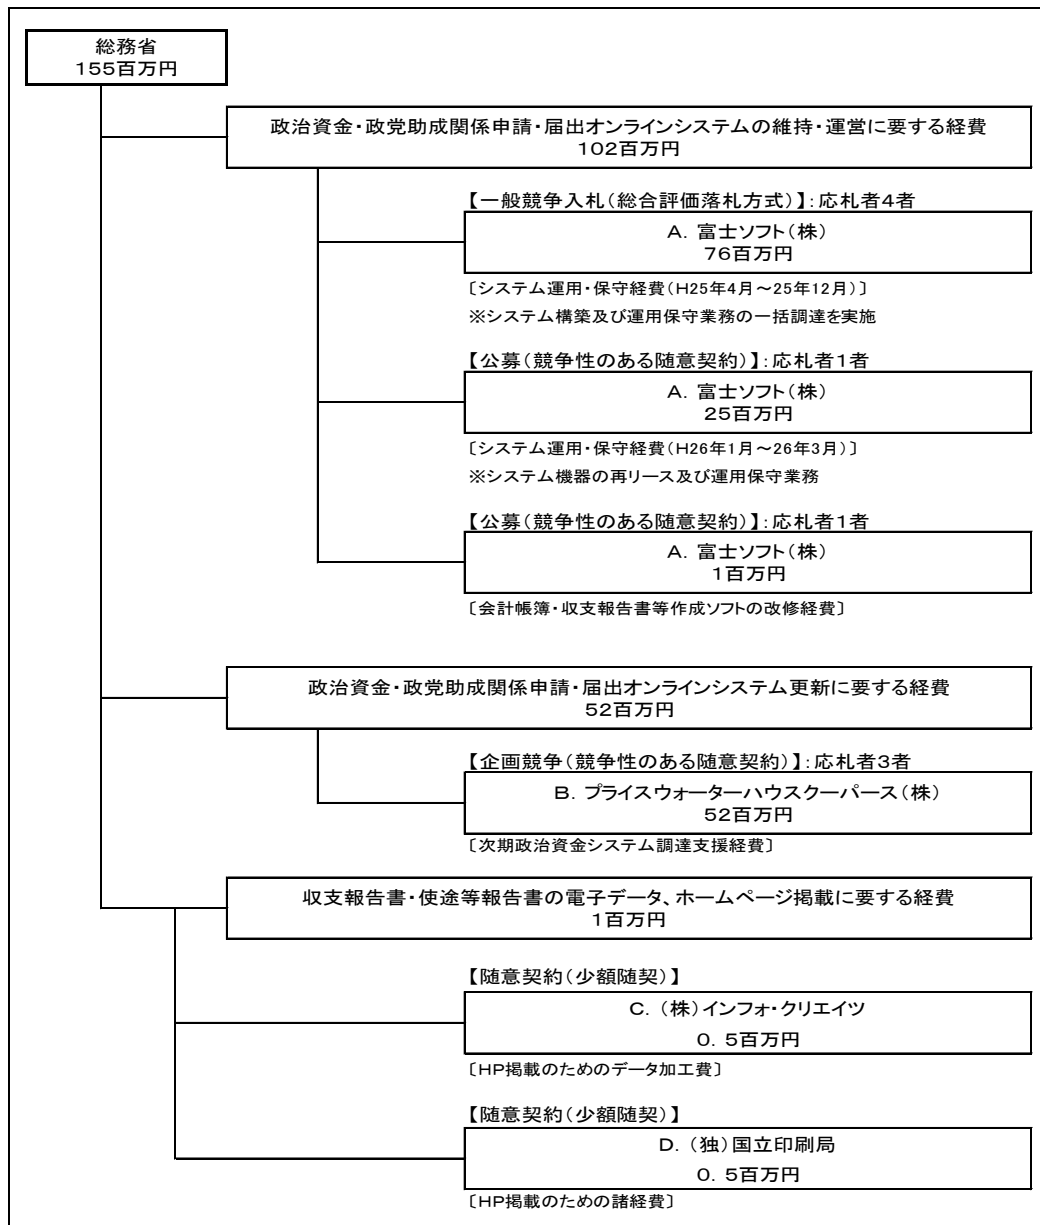 総務省
155百万円
政治資金・政党助成関係申請・届出オンラインシステムの維持・運営に要する経費
102百万円
【一般競争入札(総合評価落札方式)】:応札者4者
A. 富士ソフト(株)
76百万円
〔システム運用・保守経費(H25年4月～25年12月)〕
※システム構築及び運用保守業務の一括調達を実施
【公募(競争性のある随意契約)】:応札者1者
A. 富士ソフト(株)
25百万円
〔システム運用・保守経費(H26年1月～26年3月)〕
※システム機器の再リース及び運用保守業務
【公募(競争性のある随意契約)】:応札者1者
A. 富士ソフト(株)
1百万円
〔会計帳簿・収支報告書等作成ソフトの改修経費〕
政治資金・政党助成関係申請・届出オンラインシステム更新に要する経費
52百万円
【企画競争(競争性のある随意契約)】:応札者3者
B. プライスウォーターハウスクーパース(株)
52百万円
〔次期政治資金システム調達支援経費〕
収支報告書・使途等報告書の電子データ、ホームページ掲載に要する経費
1百万円
【随意契約(少額随契)】
C. (株)インフォ・クリエイツ
0. 5百万円
〔HP掲載のためのデータ加工費〕
【随意契約(少額随契)】
D. (独)国立印刷局
0. 5百万円
〔HP掲載のための諸経費〕